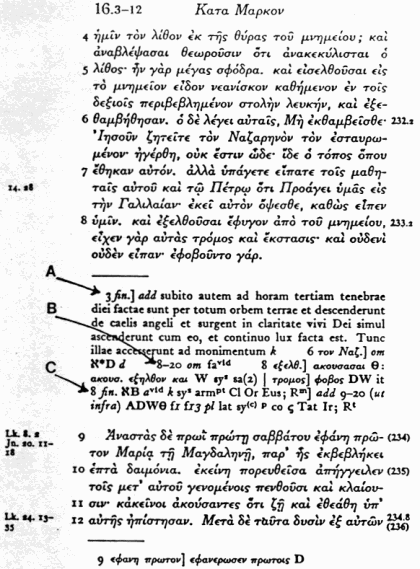 16.3–12 Κατα Μαρκον
4 ἡμῖν τὸν λίθον ἐκ τῆς θύρας τοῦ μνημείου; καὶ
ἀναβλέψασαι θεωροῦσιν ὅτι ἀνακεκύλισται ὁ
5 λίθος· ἦν γὰρ μέγας σφόδρα. καὶ εἰσελθοῦσαι εἰς
τὸ μνημεῖον εἶδον νεανίσκον καθήμενον ἐν τοῖς
δεξιοῖς περιβεβλημένον στολὴν λευκήν, καὶ ἐξε-
6 θαμβήθησαν. ὁ δὲ λέγει αὐταῖς, Μὴ ἐκθαμβεῖσθε· 232.2
Ἰησοῦν ζητεῖτε τὸν Ναζαρηνὸν τὸν ἐσταυρω-
μένον· ἠγέρθη, οὐκ ἔστιν ὧδε· ἴδε ὁ τόπος ὅπου
7 ἔθηκαν αὐτόν. ἀλλὰ ὑπάγετε εἴπατε τοῖς μαθη-
14. 28 ταῖς αὐτοῦ καὶ τῷ Πέτρῳ ὅτι Προάγει ὑμᾶς εἰς
τὴν Γαλιλαίαν· ἐκεῖ αὐτὸν ὄψεσθε, καθὼς εἶπεν
8 ὑμῖν. καὶ ἐξελθοῦσαι ἔφυγον ἀπὸ τοῦ μνημείου, 233.2
εἶχεν γὰρ αὐτὰς τρόμος καὶ ἔκστασις· καὶ οὐδενὶ
οὐδὲν εἶπαν· ἐφοβοῦντο γάρ.
A
3 fin.] add subito autem ad horam tertiam tenebrae
diei factae sunt per totum orbem terrae et descenderunt
B
de caelis angeli et surgent in claritate vivi Dei simul
ascenderunt cum eo, et continuo lux facta est. Tunc
illae accesserunt ad monimentum k 6 τον Ναζ.] om
ℵ*D d 8–20 om fa vid 8 εξελθ.] ακουσασαι Θ:
C
ακουσ. εξηλθον και W syˢ sa(2) | τρομος] φοβος DW it
8 fin. ℵB a vid k syˢ arm pt Cl Or Eus; Rᵐ] add 9–20 (ut
infra) ADWΘ f1 f13 pl lat sy(c) p co ς Tat Ir; Rᵗ
Lk. 8. 2 9 Ἀναστὰς δὲ πρωῒ πρώτῃ σαββάτου ἐφάνη πρῶ- (234)
Jn. 20. 11- τον Μαρίᾳ τῇ Μαγδαληνῇ, παρ' ἧς ἐκβεβλήκει
18
10 ἑπτὰ δαιμόνια. ἐκείνη πορευθεῖσα ἀπήγγειλεν (235)
τοῖς μετ' αὐτοῦ γενομένοις πενθοῦσι καὶ κλαίου-
11 σιν· κἀκεῖνοι ἀκούσαντες ὅτι ζῇ καὶ ἐθεάθη ὑπ'
Lk. 24. 13- 12 αὐτῆς ἠπίστησαν. Μετὰ δὲ ταῦτα δυσὶν ἐξ αὐτῶν 234.8
35 (236)
9 εφανη πρωτον] εφανερωσεν πρωτοις D